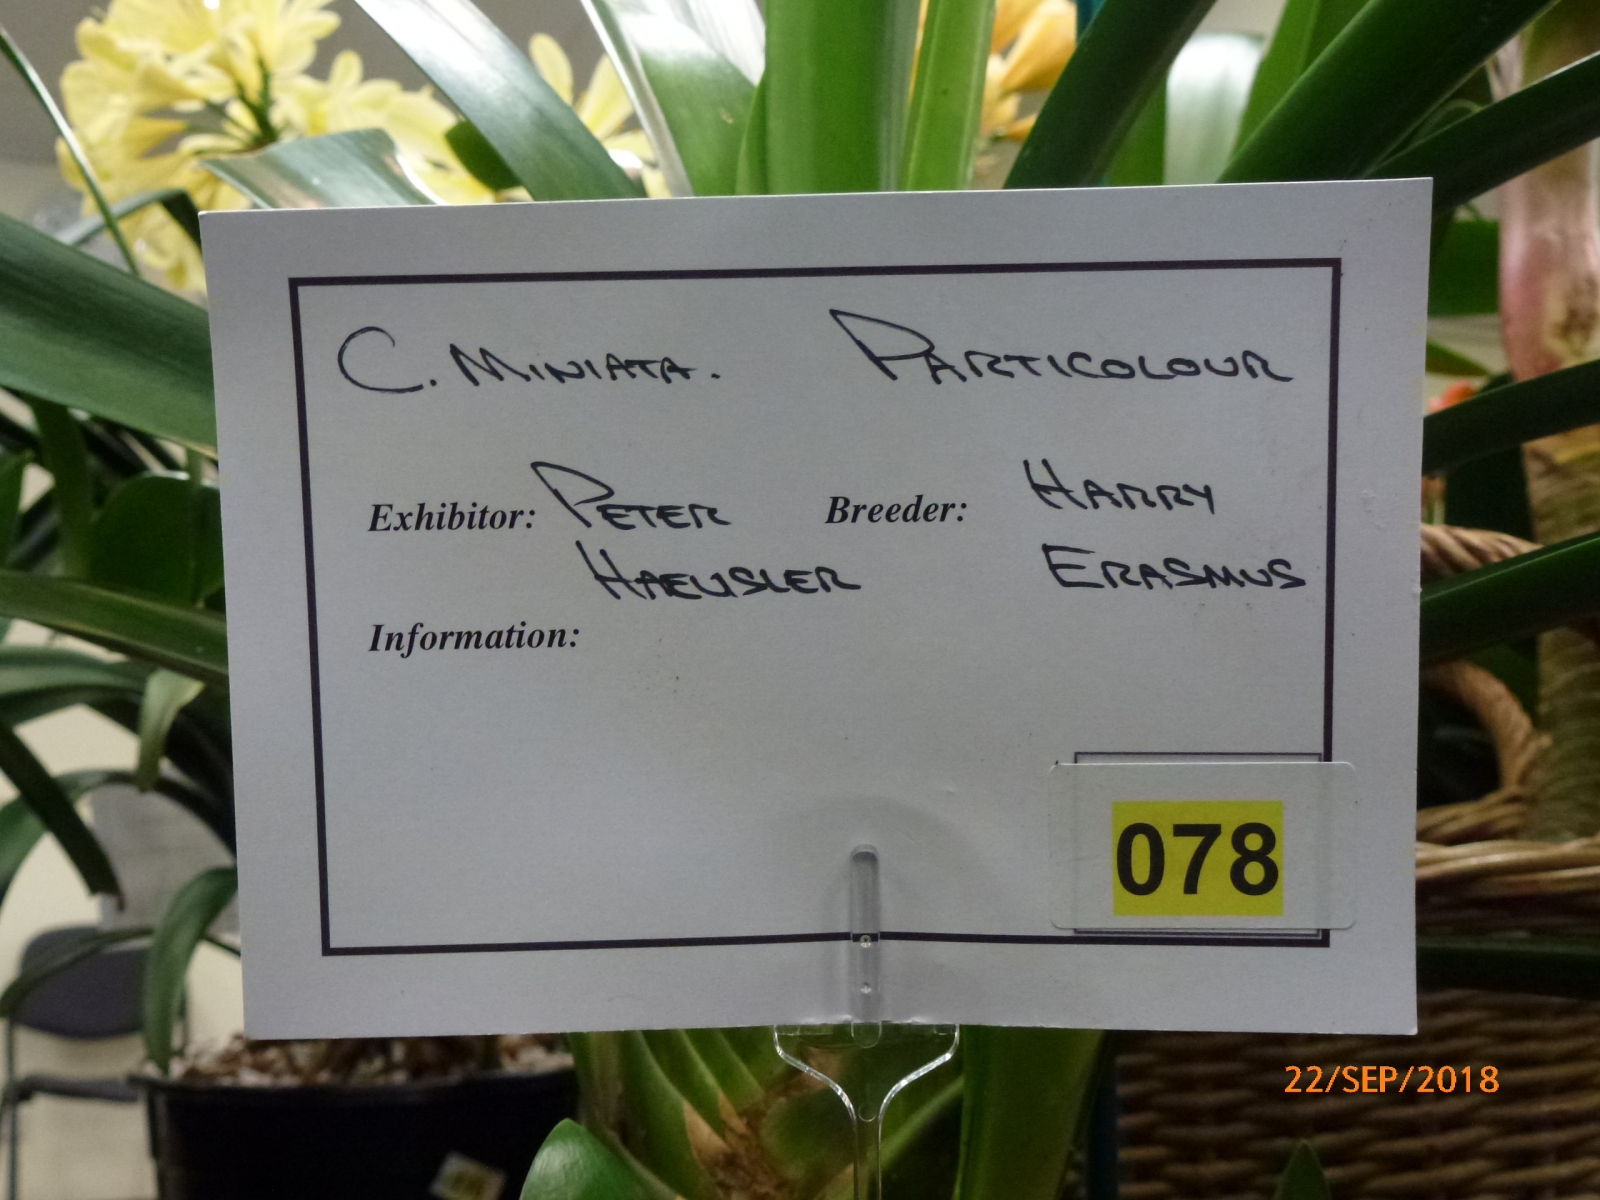 C. MINIATA. PARTICOLOUR
Exhibitor: PETER Breeder: HARRY
HAEUSLER ERASMUS
Information:
078
22/SEP/2018